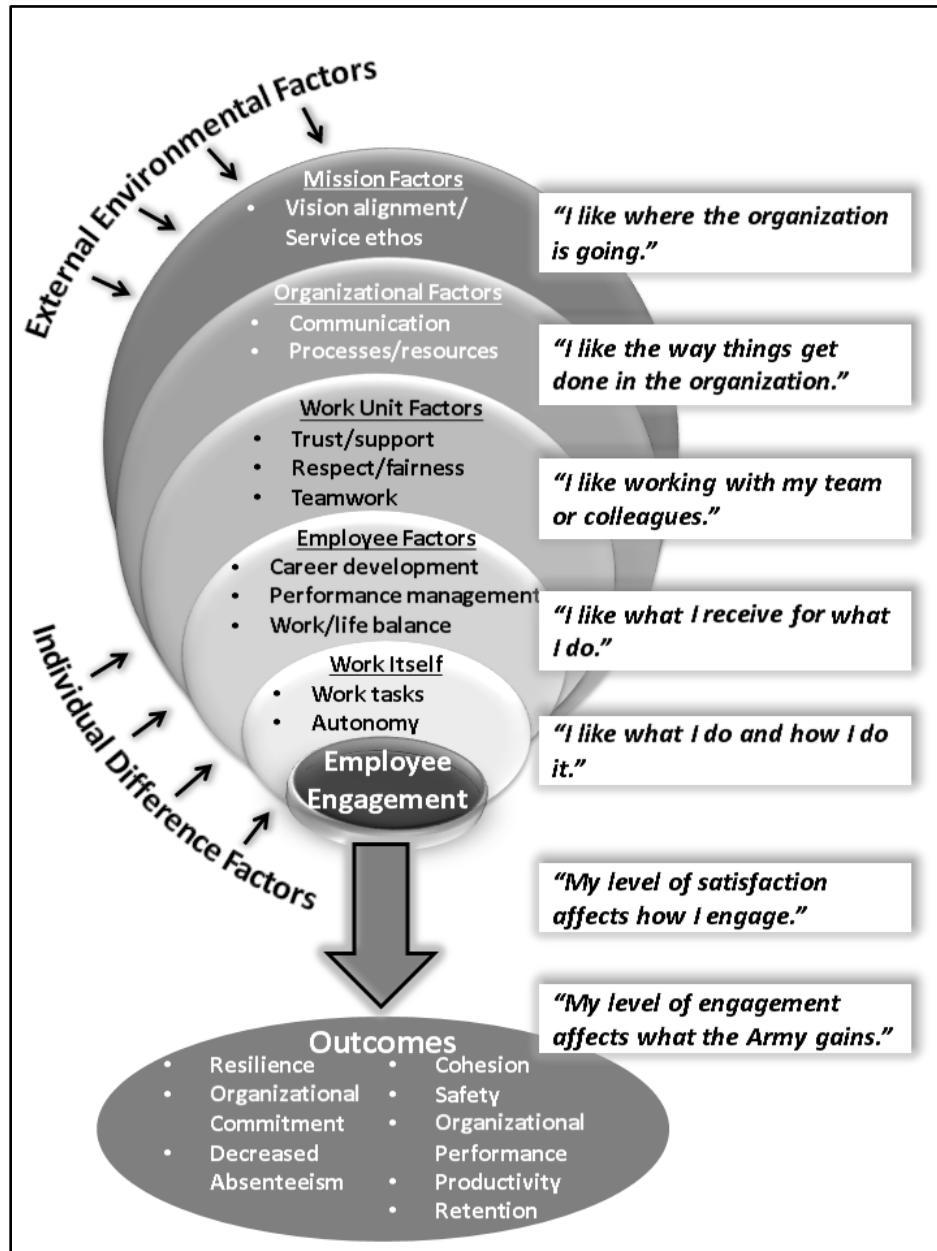 External Environmental Factors
Mission Factors
• Vision alignment/
Service ethos
"I like where the organization
is going."
Organizational Factors
• Communication
• Processes/resources
"I like the way things get
done in the organization."
Work Unit Factors
• Trust/support
• Respect/fairness
• Teamwork
"I like working with my team
or colleagues."
Employee Factors
• Career development
• Performance management
• Work/life balance
"I like what I receive for what
I do."
Individual Difference Factors
Work Itself
• Work tasks
• Autonomy
"I like what I do and how I do
it."
Employee
Engagement
"My level of satisfaction
affects how I engage."
"My level of engagement
affects what the Army gains."
Outcomes
• Resilience
• Organizational
Commitment
• Decreased
Absenteeism
• Cohesion
• Safety
• Organizational
Performance
• Productivity
• Retention